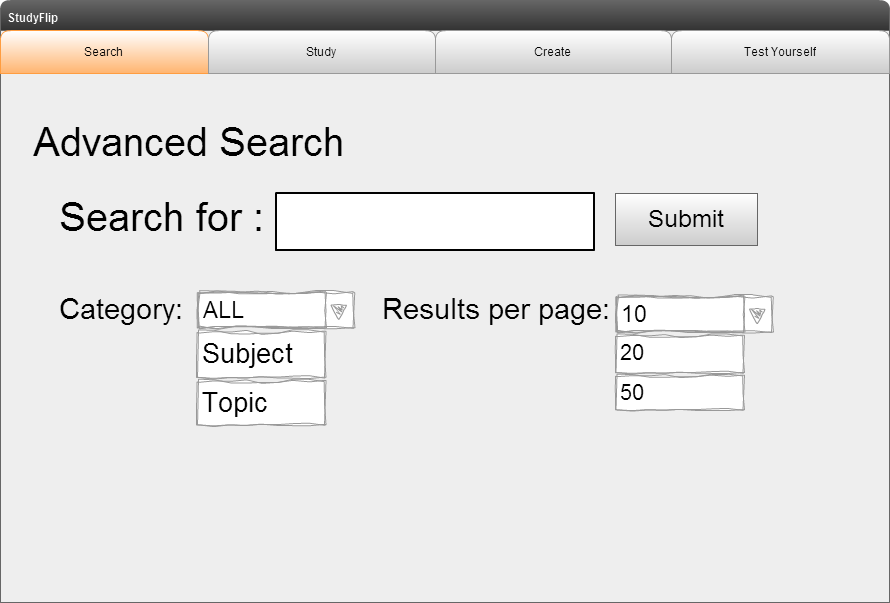 StudyFlip
Search Study Create Test Yourself
Advanced Search
Search for : Submit
Category: ALL Results per page: 10
Subject 20
Topic 50